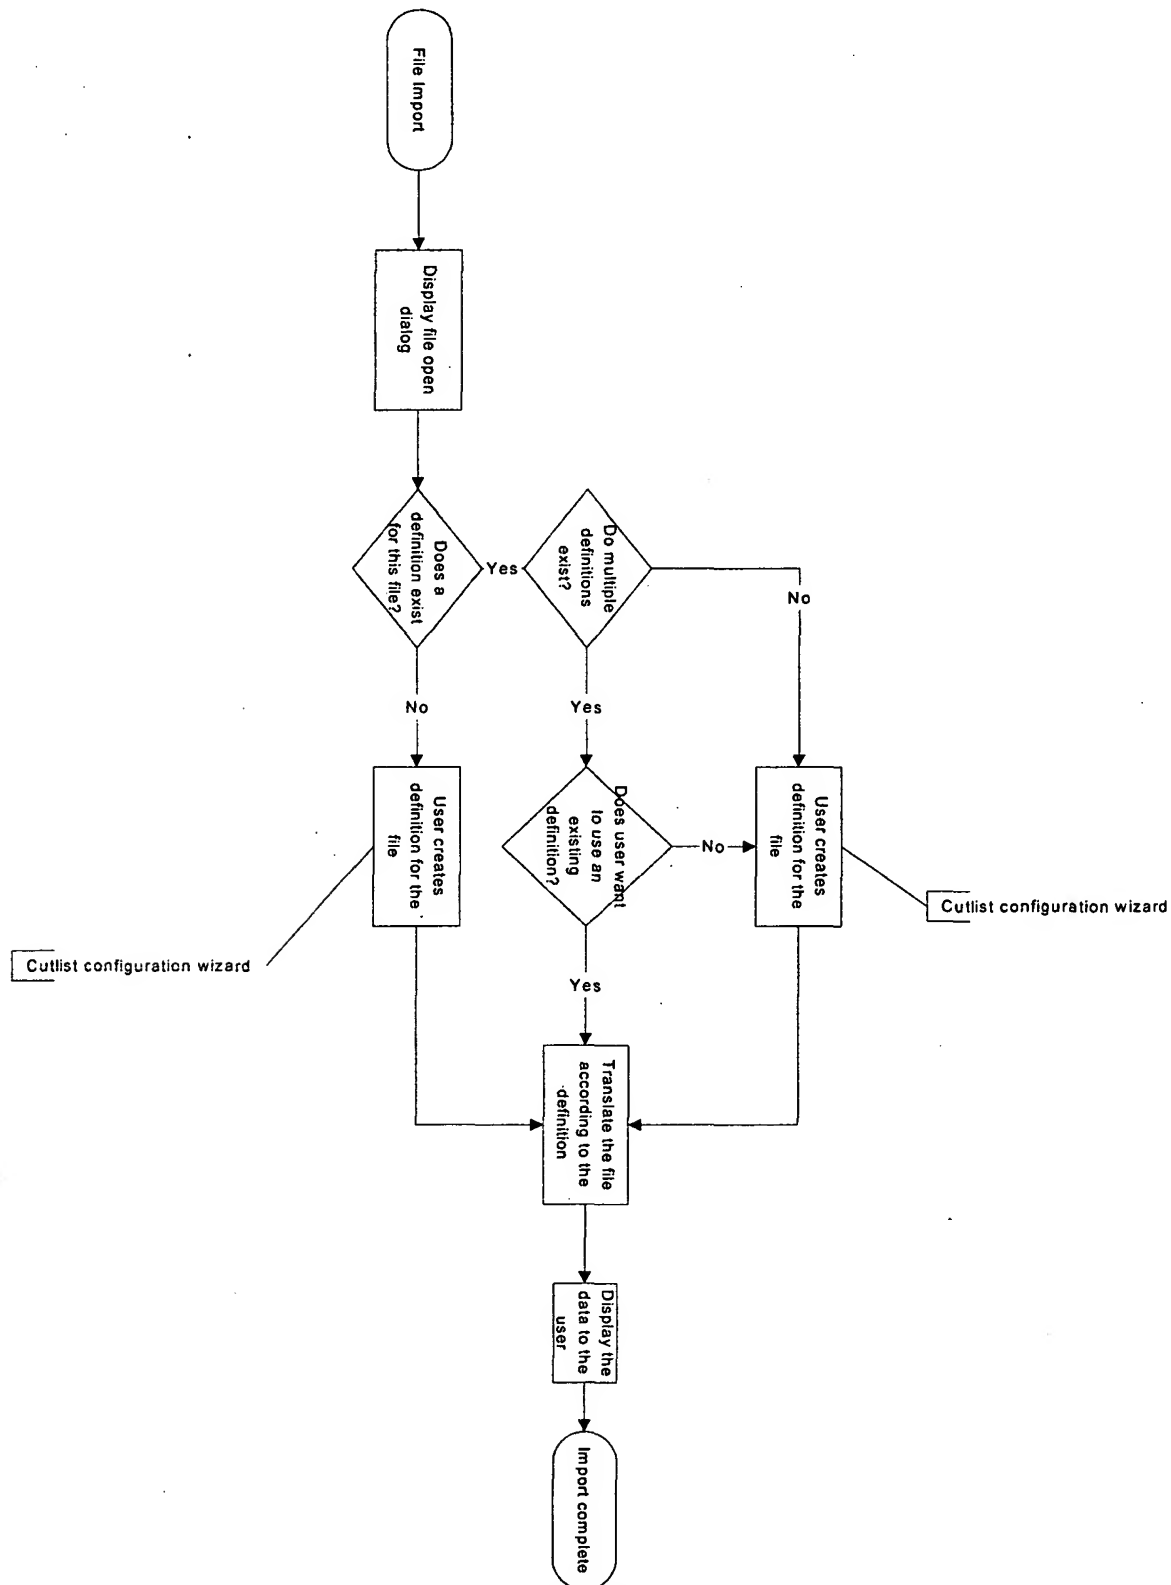 File Import
Display file open
dialog
Does a
definition exist
for this file?
Yes
Do multiple
definitions
exist?
No
No
Yes
User creates
definition for the
file
Does user want
to use an
existing
definition?
No
User creates
definition for the
file
Cutlist configuration wizard
Cutlist configuration wizard
Yes
Translate the file
according to the
definition
Display the
data to the
user
Import complete